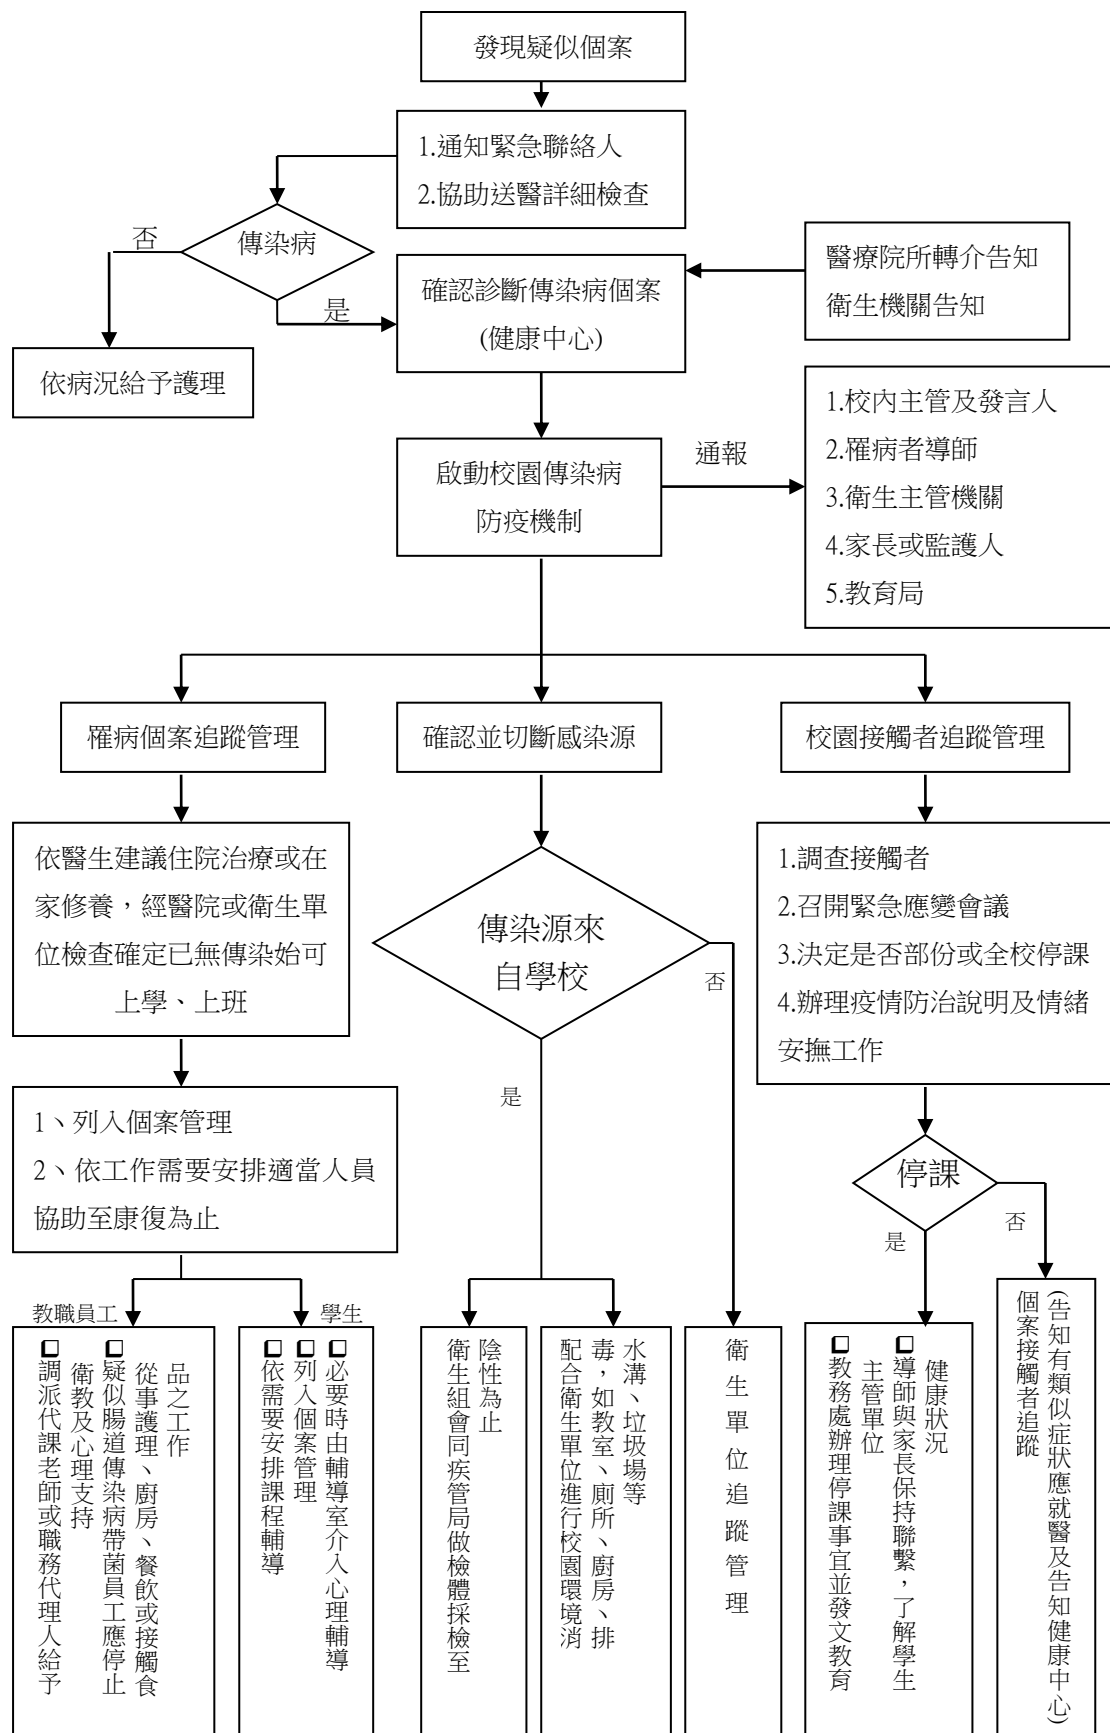 發現疑似個案
1.通知緊急聯絡人
2.協助送醫詳細檢查
傳染病
否
是
確認診斷傳染病個案
(健康中心)
醫療院所轉介告知
衛生機關告知
依病況給予護理
啟動校園傳染病
防疫機制
通報
1.校內主管及發言人
2.罹病者導師
3.衛生主管機關
4.家長或監護人
5.教育局
罹病個案追蹤管理
確認並切斷感染源
校園接觸者追蹤管理
依醫生建議住院治療或在
家修養，經醫院或衛生單
位檢查確定已無傳染始可
上學、上班
傳染源來
自學校
否
是
1.調查接觸者
2.召開緊急應變會議
3.決定是否部份或全校停課
4.辦理疫情防治說明及情緒
安撫工作
1、列入個案管理
2、依工作需要安排適當人員
協助至康復為止
停課
是
否
教職員工
學生
❑調派代課老師或職務代理人給予
衛教及心理支持
❑疑似腸道傳染病帶菌員工應停止
從事護理、廚房、餐飲或接觸食
品之工作
❑依需要安排課程輔導
❑列入個案管理
❑必要時由輔導室介入心理輔導
衛生組會同疾管局做檢體採檢至
陰性為止
配合衛生單位進行校園環境消
毒，如教室、廁所、廚房、排
水溝、垃圾場等
衛生單位追蹤管理
❑教務處辦理停課事宜並發文教育
主管單位
❑導師與家長保持聯繫，了解學生
健康狀況
個案接觸者追蹤
(告知有類似症狀應就醫及告知健康中心)